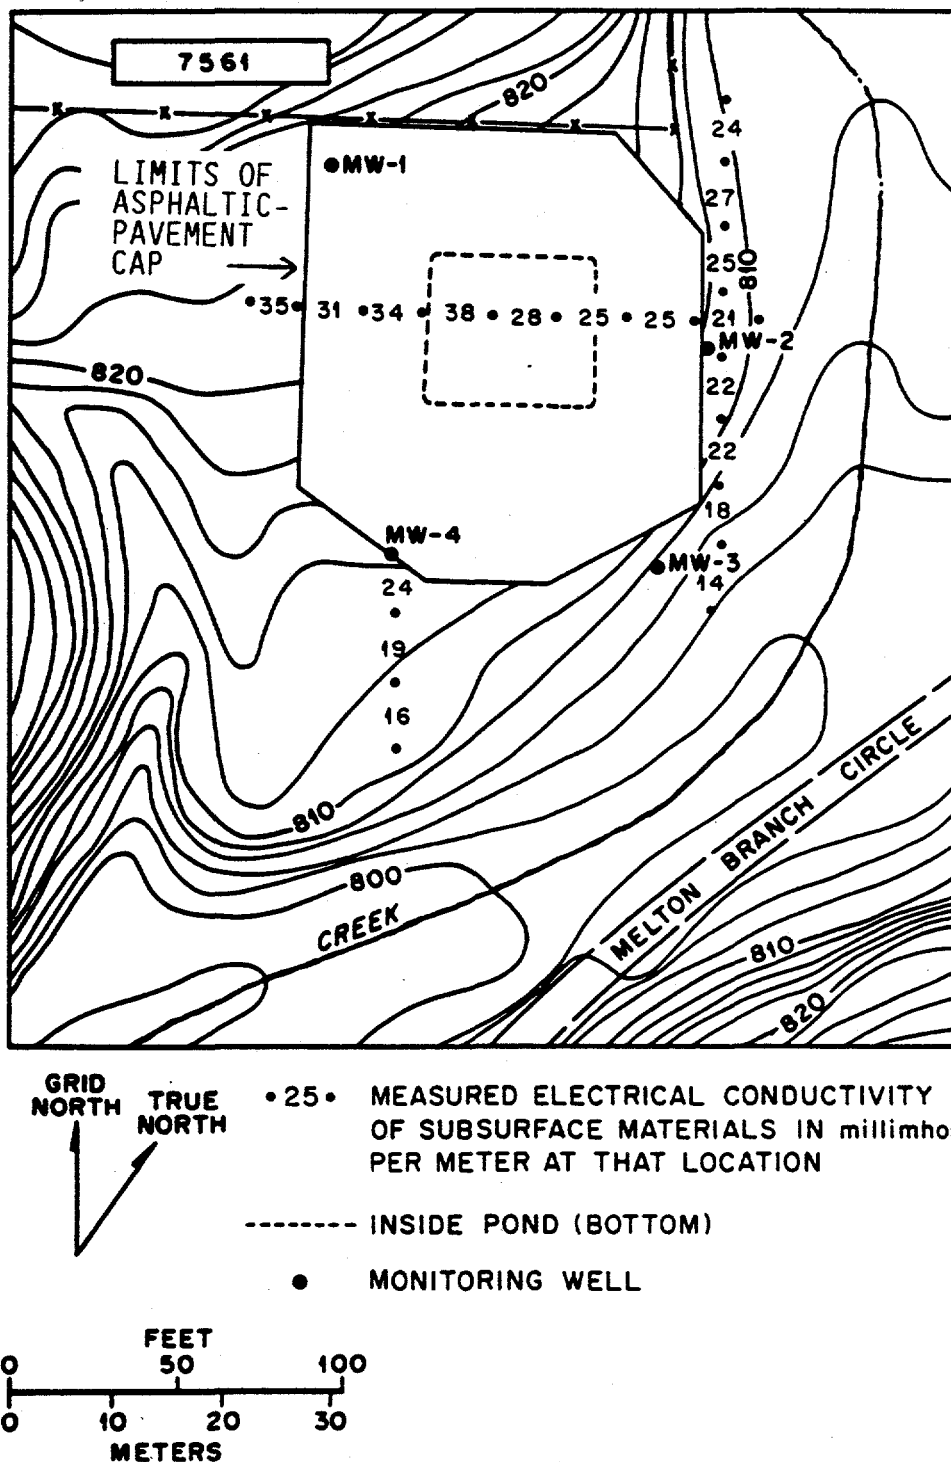 7561
820
24
MW-1
LIMITS OF
ASPHALTIC-
PAVEMENT
CAP
27
25
810
35 31 34 38 28 25 25 21
MW-2
820
22
22
18
MW-4
MW-3
24
14
19
16
810
800
CREEK
MELTON BRANCH CIRCLE
810
820
GRID
NORTH
TRUE
NORTH
•25• MEASURED ELECTRICAL CONDUCTIVITY
OF SUBSURFACE MATERIALS IN millimho
PER METER AT THAT LOCATION
INSIDE POND (BOTTOM)
MONITORING WELL
FEET
0 50 100
0 10 20 30
METERS